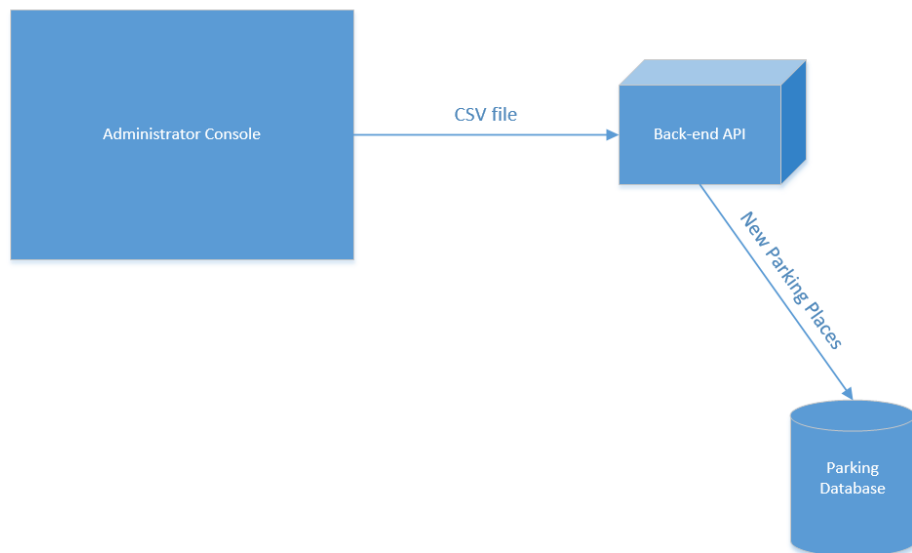 Administrator Console
CSV file
Back-end API
New Parking Places
Parking
Database